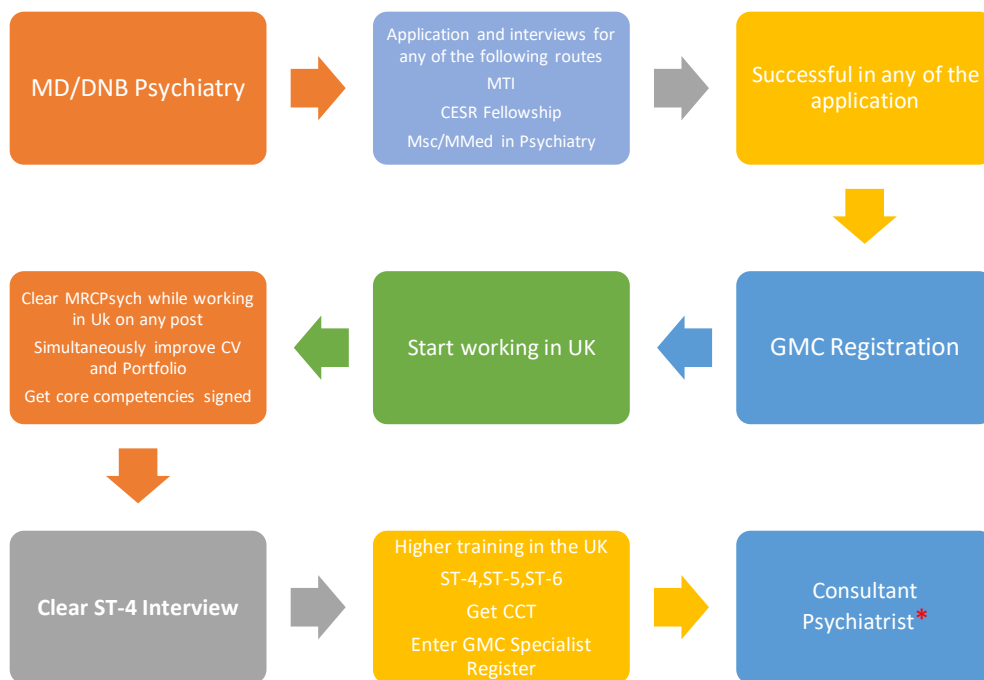 MD/DNB Psychiatry
Application and interviews for
any of the following routes
MTI
CESR Fellowship
Msc/MMed in Psychiatry
Successful in any of the
application
Clear MRCPsych while working
in Uk on any post
Simultaneously improve CV
and Portfolio
Get core competencies signed
Start working in UK
GMC Registration
Clear ST-4 Interview
Higher training in the UK
ST-4,ST-5,ST-6
Get CCT
Enter GMC Specialist
Register
Consultant
Psychiatrist*